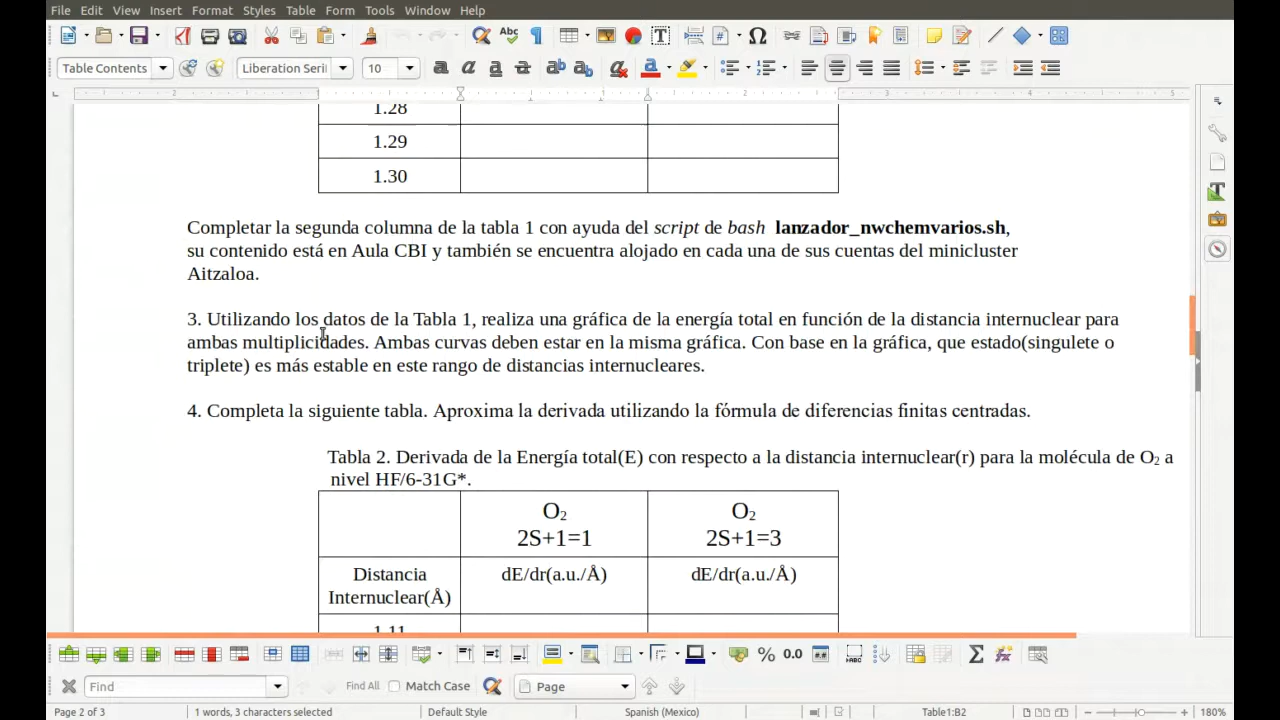 File Edit View Insert Format Styles Table Form Tools Window Help
Table Contents Liberation Seri 10
1.28
1.29
1.30
Completar la segunda columna de la tabla 1 con ayuda del script de bash lanzador_nwchemvarios.sh,
su contenido está en Aula CBI y también se encuentra alojado en cada una de sus cuentas del minicluster
Aitzaloa.
3. Utilizando los datos de la Tabla 1, realiza una gráfica de la energía total en función de la distancia internuclear para
ambas multiplicidades. Ambas curvas deben estar en la misma gráfica. Con base en la gráfica, que estado(singulete o
triplete) es más estable en este rango de distancias internucleares.
4. Completa la siguiente tabla. Aproxima la derivada utilizando la fórmula de diferencias finitas centradas.
Tabla 2. Derivada de la Energía total(E) con respecto a la distancia internuclear(r) para la molécula de O2 a
nivel HF/6-31G*.
O2 O2
2S+1=1 2S+1=3
Distancia dE/dr(a.u./Å) dE/dr(a.u./Å)
Internuclear(Å)
1.11
Find Find All Match Case Page
Page 2 of 3 1 words, 3 characters selected Default Style Spanish (Mexico) Table1:B2 180%